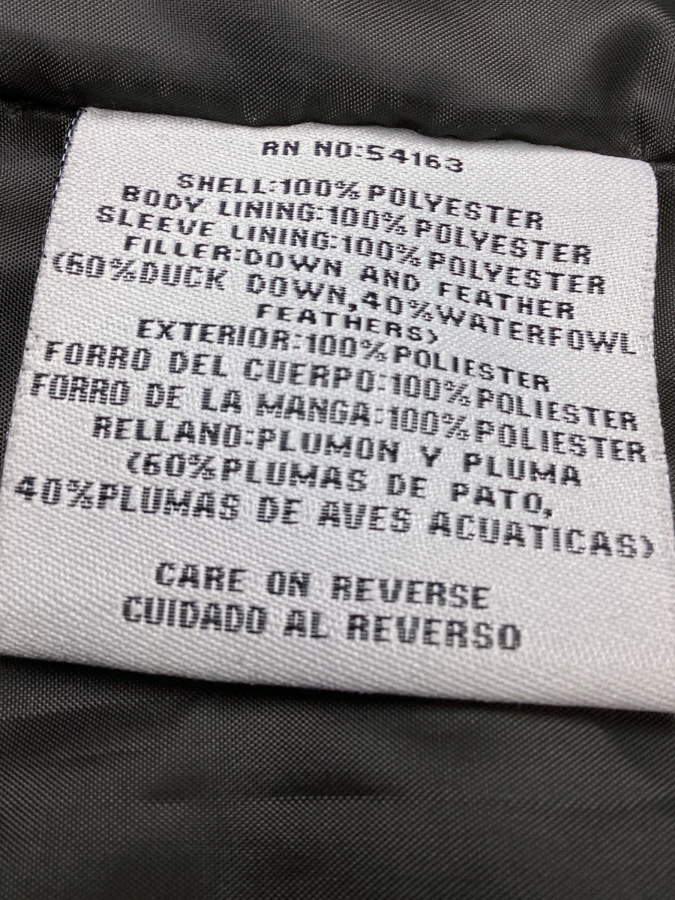 RN NO:54163
SHELL:100% POLYESTER
BODY LINING:100% POLYESTER
SLEEVE LINING:100% POLYESTER
FILLER:DOWN AND FEATHER
(60%DUCK DOWN,40%WATERFOWL
FEATHERS)
EXTERIOR:100%POLIESTER
FORRO DEL CUERPO:100%POLIESTER
FORRO DE LA MANGA:100%POLIESTER
RELLANO:PLUMON Y PLUMA
(60%PLUMAS DE PATO,
40%PLUMAS DE AVES ACUATICAS)
CARE ON REVERSE
CUIDADO AL REVERSO